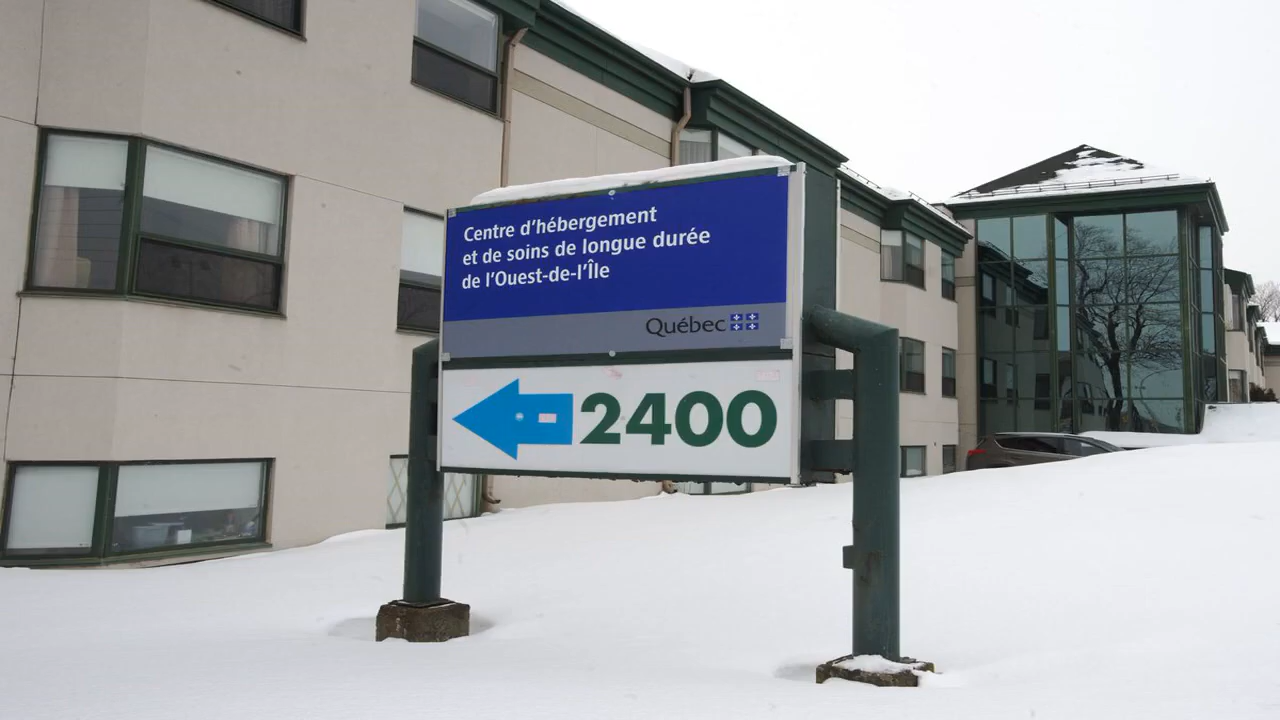 Centre d'hébergement
et de soins de longue durée
de l'Ouest-de-l'Île
Québec
2400